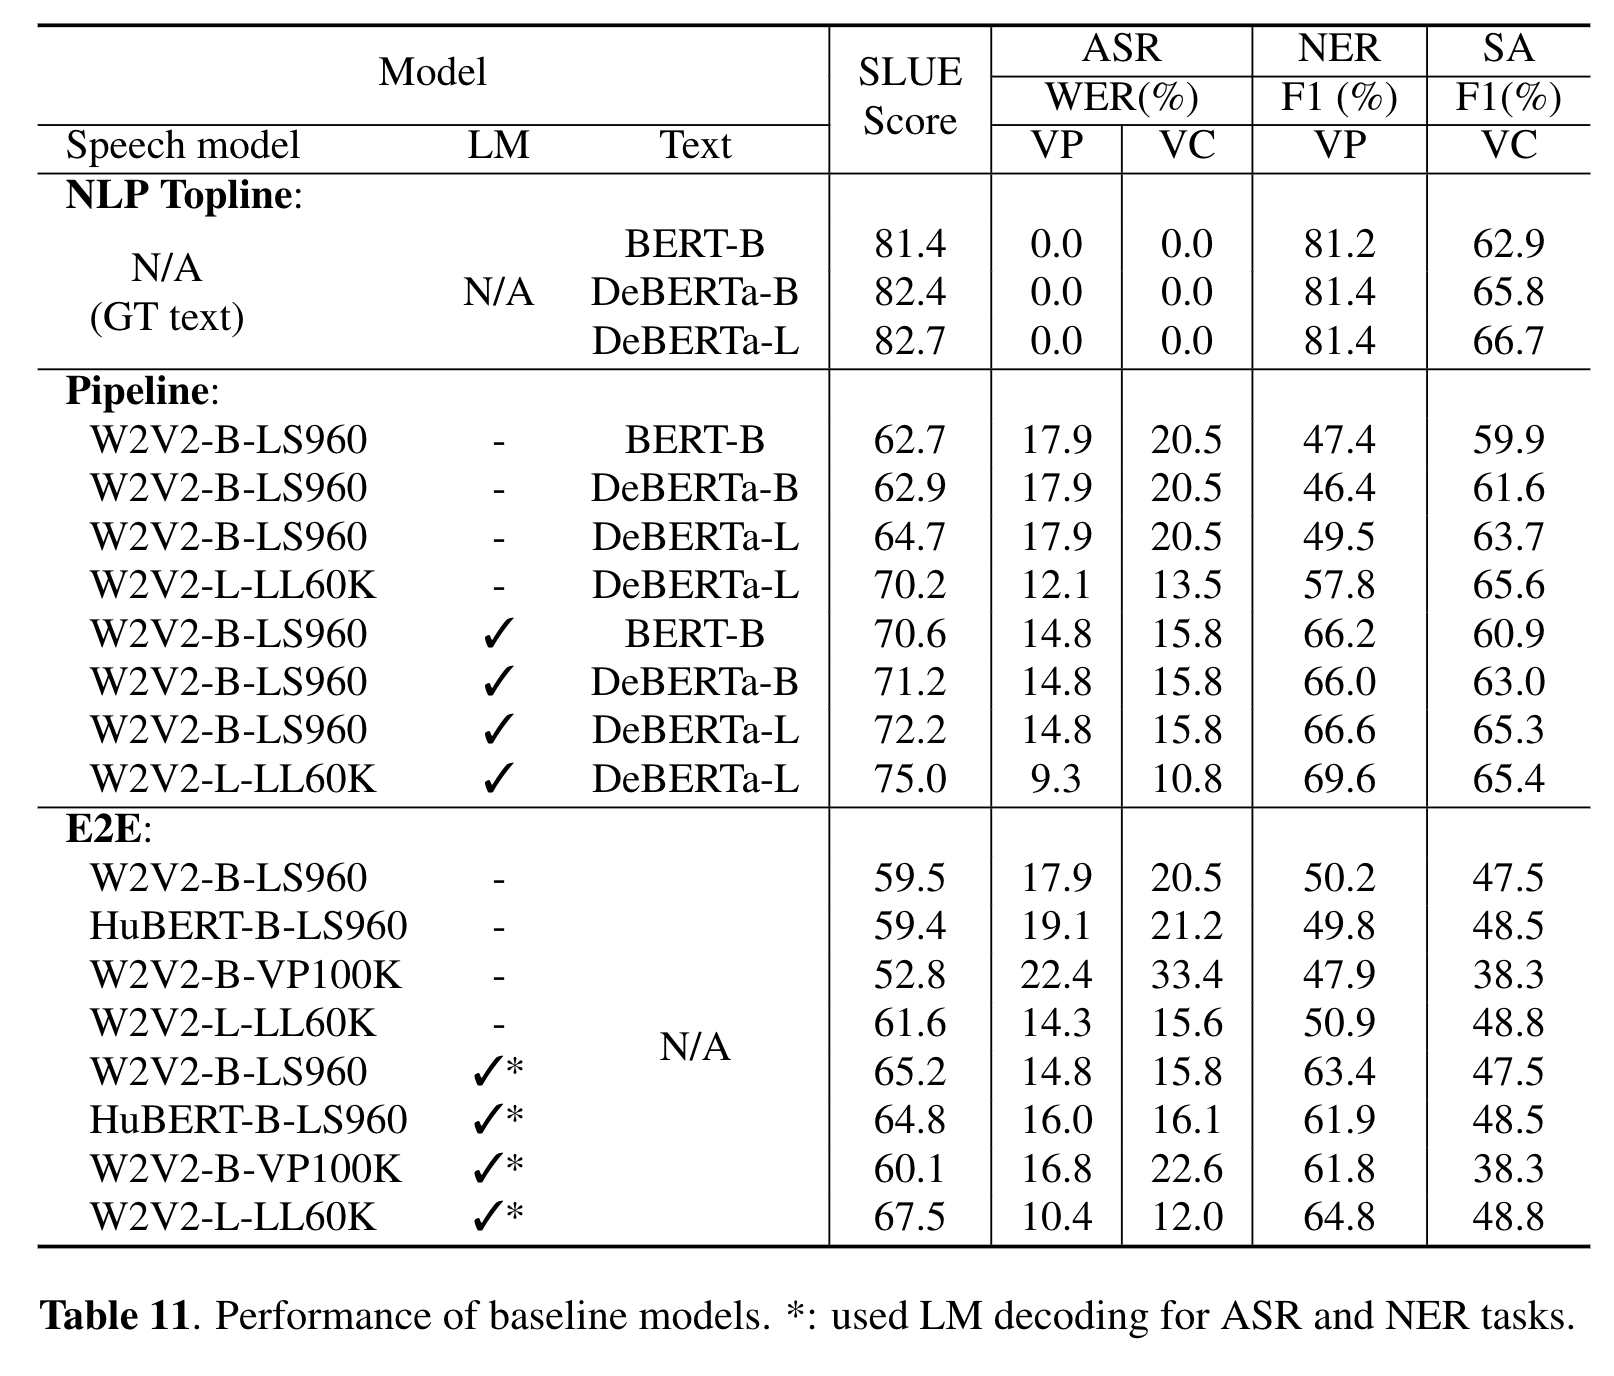 Model SLUE Score ASR NER SA
WER(%) F1 (%) F1(%)
Speech model LM Text VP VC VP VC
NLP Topline:
N/A (GT text) N/A
BERT-B 81.4 0.0 0.0 81.2 62.9
DeBERTa-B 82.4 0.0 0.0 81.4 65.8
DeBERTa-L 82.7 0.0 0.0 81.4 66.7
Pipeline:
W2V2-B-LS960 - BERT-B 62.7 17.9 20.5 47.4 59.9
W2V2-B-LS960 - DeBERTa-B 62.9 17.9 20.5 46.4 61.6
W2V2-B-LS960 - DeBERTa-L 64.7 17.9 20.5 49.5 63.7
W2V2-L-LL60K - DeBERTa-L 70.2 12.1 13.5 57.8 65.6
W2V2-B-LS960 ✓ BERT-B 70.6 14.8 15.8 66.2 60.9
W2V2-B-LS960 ✓ DeBERTa-B 71.2 14.8 15.8 66.0 63.0
W2V2-B-LS960 ✓ DeBERTa-L 72.2 14.8 15.8 66.6 65.3
W2V2-L-LL60K ✓ DeBERTa-L 75.0 9.3 10.8 69.6 65.4
E2E:
W2V2-B-LS960 - 59.5 17.9 20.5 50.2 47.5
HuBERT-B-LS960 - 59.4 19.1 21.2 49.8 48.5
W2V2-B-VP100K - 52.8 22.4 33.4 47.9 38.3
W2V2-L-LL60K - 61.6 14.3 15.6 50.9 48.8
N/A
W2V2-B-LS960 ✓* 65.2 14.8 15.8 63.4 47.5
HuBERT-B-LS960 ✓* 64.8 16.0 16.1 61.9 48.5
W2V2-B-VP100K ✓* 60.1 16.8 22.6 61.8 38.3
W2V2-L-LL60K ✓* 67.5 10.4 12.0 64.8 48.8
Table 11. Performance of baseline models. *: used LM decoding for ASR and NER tasks.